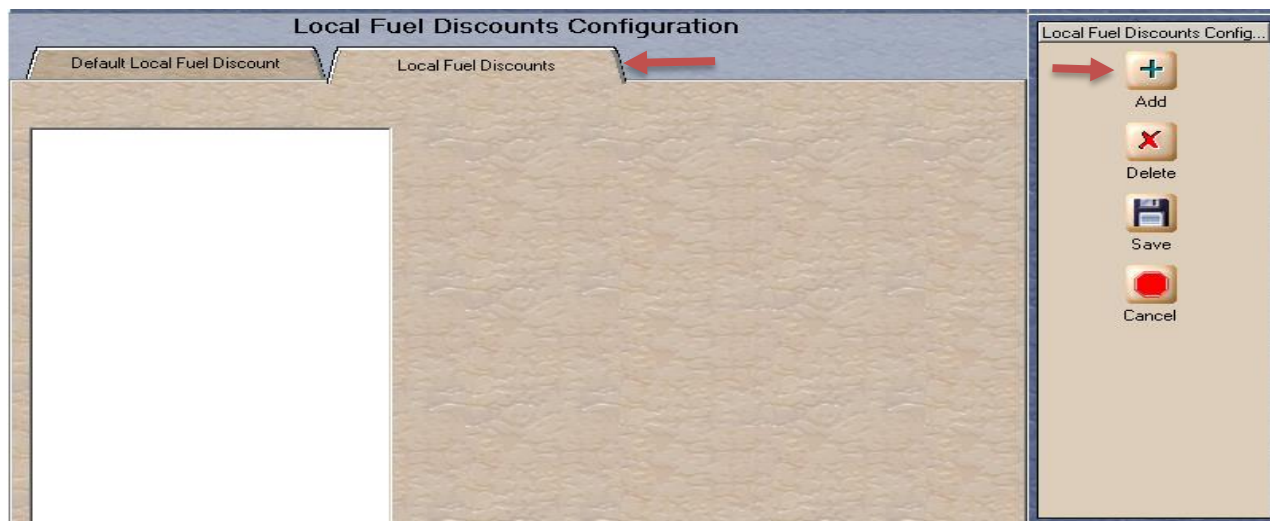 Local Fuel Discounts Configuration
Default Local Fuel Discount
Local Fuel Discounts
Local Fuel Discounts Config...
Add
Delete
Save
Cancel